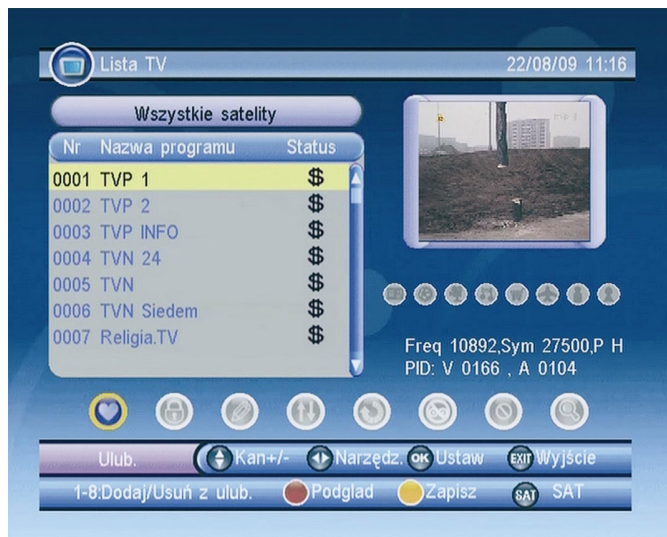 Lista TV 22/08/09 11:16
Wszystkie satelity
Nr Nazwa programu Status
0001 TVP 1 $
0002 TVP 2 $
0003 TVP INFO $
0004 TVN 24 $
0005 TVN $
0006 TVN Siedem $
0007 Religia.TV $
Freq 10892,Sym 27500,P H
PID: V 0166 , A 0104
Ulub. Kan+/- Narzędz. OK Ustaw EXIT Wyjście
1-8:Dodaj/Usuń z ulub. Podglad Zapisz SAT SAT